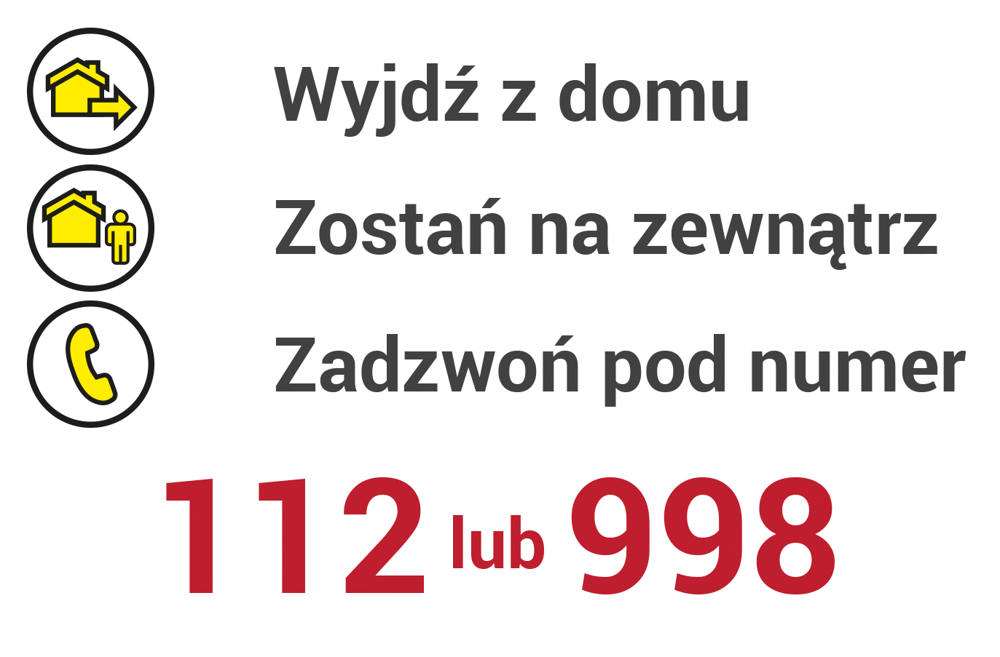 Wyjdź z domu
Zostań na zewnątrz
Zadzwoń pod numer
112 lub 998